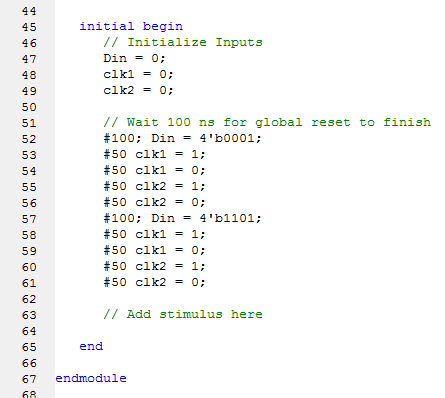 44
45 initial begin
46 // Initialize Inputs
47 Din = 0;
48 clk1 = 0;
49 clk2 = 0;
50
51 // Wait 100 ns for global reset to finish
52 #100; Din = 4'b0001;
53 #50 clk1 = 1;
54 #50 clk1 = 0;
55 #50 clk2 = 1;
56 #50 clk2 = 0;
57 #100; Din = 4'b1101;
58 #50 clk1 = 1;
59 #50 clk1 = 0;
60 #50 clk2 = 1;
61 #50 clk2 = 0;
62
63 // Add stimulus here
64
65 end
66
67 endmodule
68